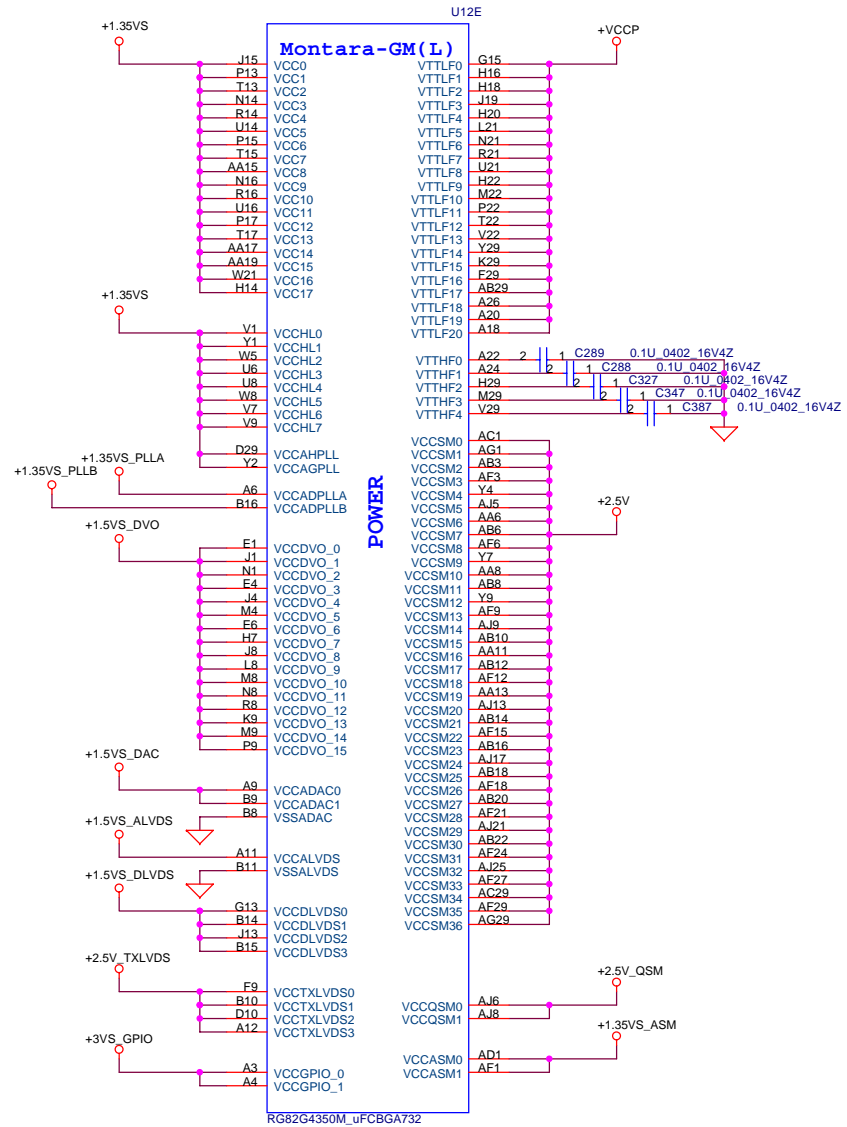 U12E
Montara-GM(L)
POWER
+1.35VS
J15 VCC0
P13 VCC1
T13 VCC2
N14 VCC3
R14 VCC4
U14 VCC5
P15 VCC6
T15 VCC7
AA15 VCC8
N16 VCC9
R16 VCC10
U16 VCC11
P17 VCC12
T17 VCC13
AA17 VCC14
AA19 VCC15
W21 VCC16
H14 VCC17
+1.35VS
V1 VCCHL0
Y1 VCCHL1
W5 VCCHL2
U6 VCCHL3
U8 VCCHL4
W8 VCCHL5
V7 VCCHL6
V9 VCCHL7
D29 VCCAHPLL
Y2 VCCAGPLL
+1.35VS_PLLA
+1.35VS_PLLB
A6 VCCADPLLA
B16 VCCADPLLB
+1.5VS_DVO
E1 VCCDVO_0
J1 VCCDVO_1
N1 VCCDVO_2
E4 VCCDVO_3
J4 VCCDVO_4
M4 VCCDVO_5
E6 VCCDVO_6
H7 VCCDVO_7
J8 VCCDVO_8
L8 VCCDVO_9
M8 VCCDVO_10
N8 VCCDVO_11
R8 VCCDVO_12
K9 VCCDVO_13
M9 VCCDVO_14
P9 VCCDVO_15
+1.5VS_DAC
A9 VCCADAC0
B9 VCCADAC1
B8 VSSADAC
+1.5VS_ALVDS
A11 VCCALVDS
B11 VSSALVDS
+1.5VS_DLVDS
G13 VCCDLVDS0
B14 VCCDLVDS1
J13 VCCDLVDS2
B15 VCCDLVDS3
+2.5V_TXLVDS
F9 VCCTXLVDS0
B10 VCCTXLVDS1
D10 VCCTXLVDS2
A12 VCCTXLVDS3
+3VS_GPIO
A3 VCCGPIO_0
A4 VCCGPIO_1
+VCCP
VTTLF0 G15
VTTLF1 H16
VTTLF2 H18
VTTLF3 J19
VTTLF4 H20
VTTLF5 L21
VTTLF6 N21
VTTLF7 R21
VTTLF8 U21
VTTLF9 H22
VTTLF10 M22
VTTLF11 P22
VTTLF12 T22
VTTLF13 V22
VTTLF14 Y29
VTTLF15 K29
VTTLF16 F29
VTTLF17 AB29
VTTLF18 A26
VTTLF19 A20
VTTLF20 A18
VTTHF0 A22 2 1 C289 0.1U_0402_16V4Z
VTTHF1 A24 2 1 C288 0.1U_0402_16V4Z
VTTHF2 H29 2 1 C327 0.1U_0402_16V4Z
VTTHF3 M29 2 1 C347 0.1U_0402_16V4Z
VTTHF4 V29 2 1 C387 0.1U_0402_16V4Z
+2.5V
VCCSM0 AC1
VCCSM1 AG1
VCCSM2 AB3
VCCSM3 AF3
VCCSM4 Y4
VCCSM5 AJ5
VCCSM6 AA6
VCCSM7 AB6
VCCSM8 AF6
VCCSM9 Y7
VCCSM10 AA8
VCCSM11 AB8
VCCSM12 Y9
VCCSM13 AF9
VCCSM14 AJ9
VCCSM15 AB10
VCCSM16 AA11
VCCSM17 AB12
VCCSM18 AF12
VCCSM19 AA13
VCCSM20 AJ13
VCCSM21 AB14
VCCSM22 AF15
VCCSM23 AB16
VCCSM24 AJ17
VCCSM25 AB18
VCCSM26 AF18
VCCSM27 AB20
VCCSM28 AF21
VCCSM29 AJ21
VCCSM30 AB22
VCCSM31 AF24
VCCSM32 AJ25
VCCSM33 AF27
VCCSM34 AC29
VCCSM35 AF29
VCCSM36 AG29
+2.5V_QSM
VCCQSM0 AJ6
VCCQSM1 AJ8
+1.35VS_ASM
VCCASM0 AD1
VCCASM1 AF1
RG82G4350M_uFCBGA732